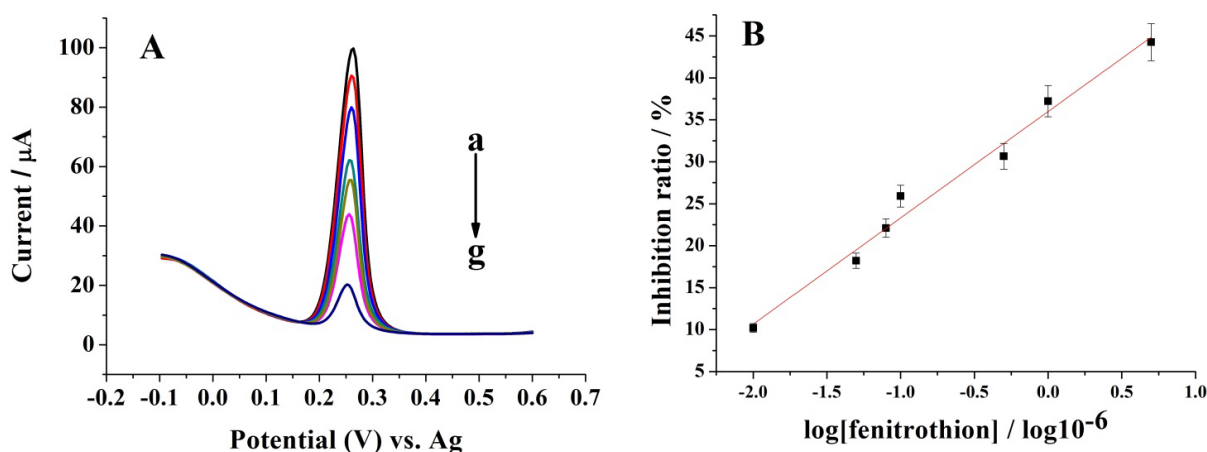 A
100
80
60
40
20
0
Current / μA
a
g
-0.2 -0.1 0.0 0.1 0.2 0.3 0.4 0.5 0.6 0.7
Potential (V) vs. Ag
B
45
40
35
30
25
20
15
10
5
Inhibition ratio / %
-2.0 -1.5 -1.0 -0.5 0.0 0.5 1.0
log[fenitrothion] / log10-6